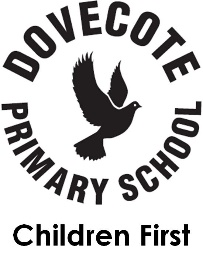 DOVECOTE
PRIMARY SCHOOL
Children First